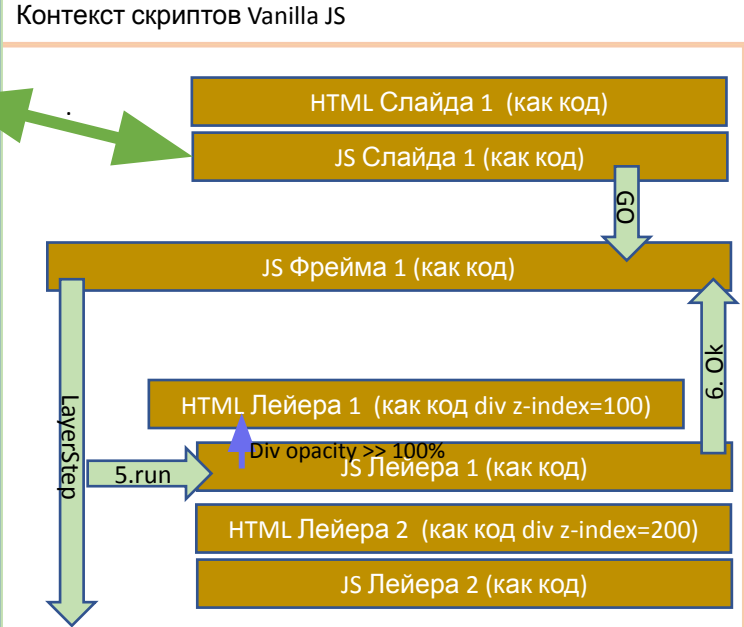 Контекст скриптов Vanilla JS
.
HTML Слайда 1 (как код)
JS Слайда 1 (как код)
GO
JS Фрейма 1 (как код)
6. Ok
HTML Лейера 1 (как код div z-index=100)
LayerStep
Div opacity >> 100%
5.run
JS Лейера 1 (как код)
HTML Лейера 2 (как код div z-index=200)
JS Лейера 2 (как код)